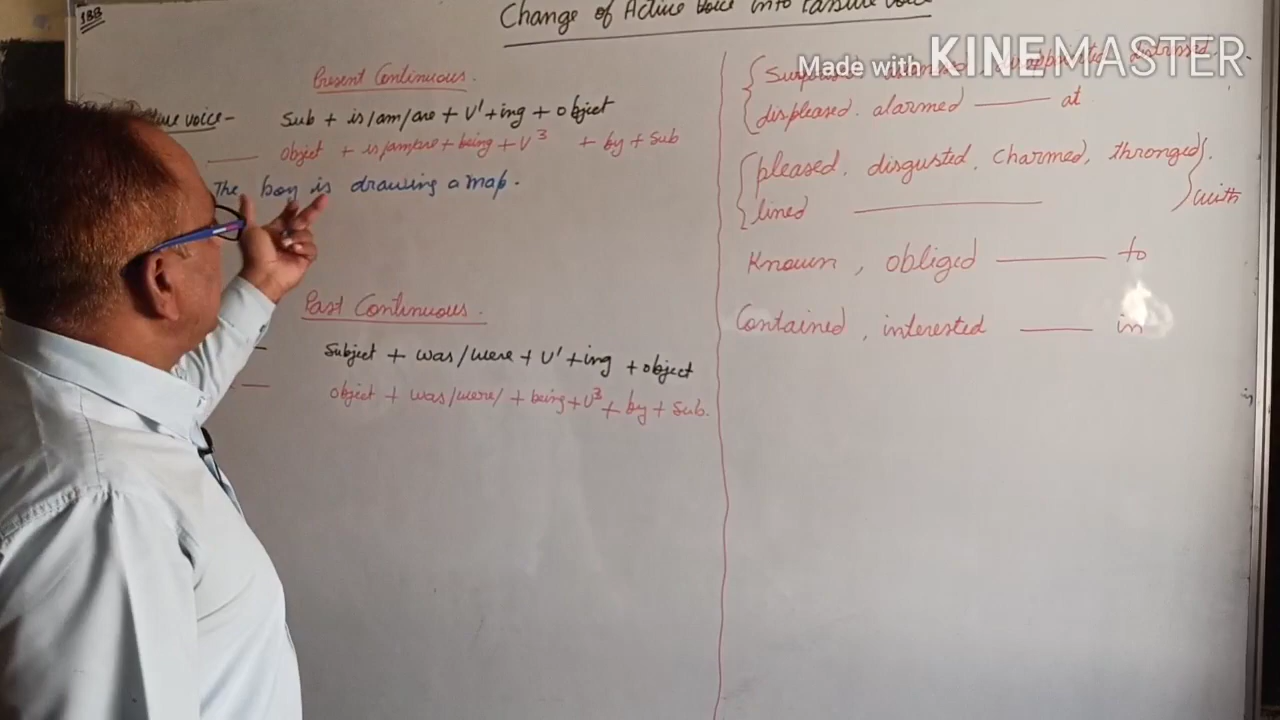 188
Change of Active Voice into Passive Voice
Present Continuous.
voice-
Sub + is/am/are + V¹ + ing + object
object + is/am/are + being + V³ + by + Sub
The boy is drawing a map.
Past Continuous.
Subject + was/were + V¹ + ing + object
object + was/were/ + being + V³ + by + Sub.
Surprised distressed
displeased. alarmed at
pleased. disgusted. Charmed, thronged.
lined with
Known, obliged to
Contained, interested in
Made with KINEMASTER